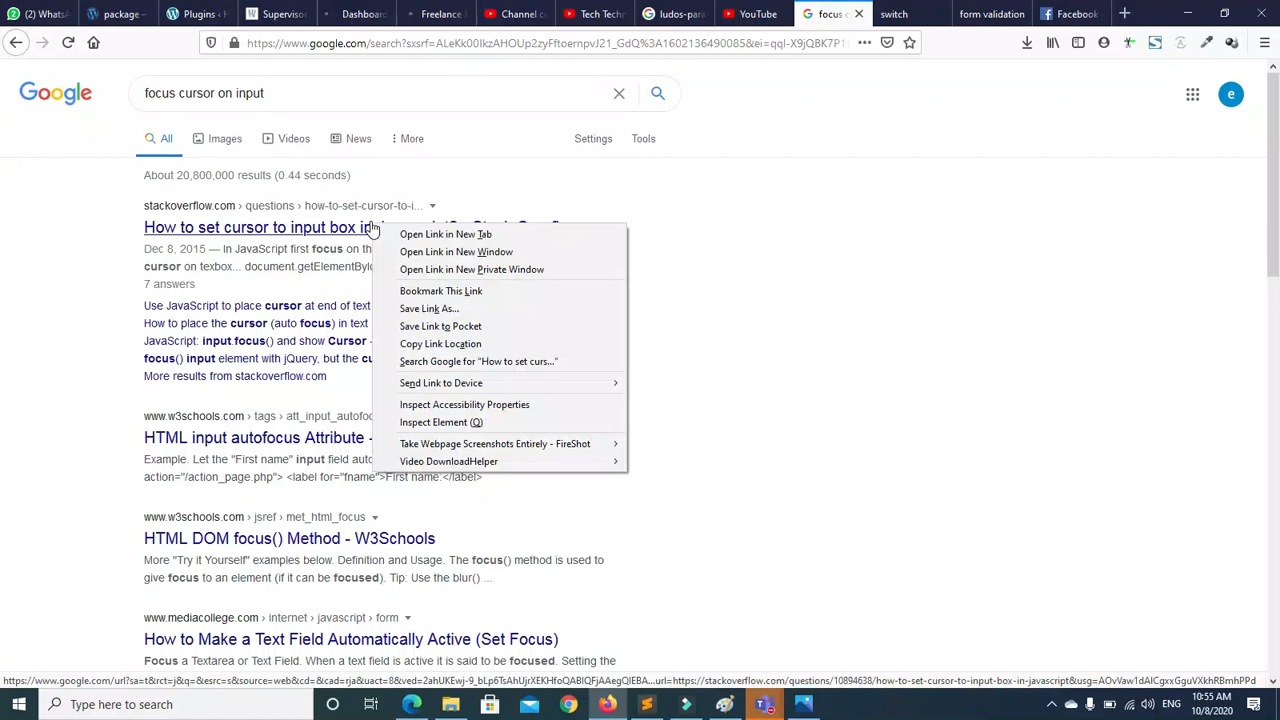 (2) WhatsA
package -
Plugins ‹ H
Supervisor
Dashboard
Freelance
Channel c
Tech Techn
ludos-para
YouTube
focus c
switch
form validation
Facebook
https://www.google.com/search?
Google
focus cursor on input
e
All
Images
Videos
News
More
Settings
Tools
About 20,800,000 results (0.44 seconds)
stackoverflow.com › questions › how-to-set-cursor-to-i...
How to set cursor to input box in
Dec 8, 2015 — In JavaScript first focus on th
cursor on texbox... document.getElementByI
7 answers
Use JavaScript to place cursor at end of text
How to place the cursor (auto focus) in text
JavaScript: input.focus() and show Cursor -
focus() input element with jQuery, but the cu
More results from stackoverflow.com
Open Link in New Tab
Open Link in New Window
Open Link in New Private Window
Bookmark This Link
Save Link As...
Save Link to Pocket
Copy Link Location
Search Google for "How to set curs..."
Send Link to Device
Inspect Accessibility Properties
Inspect Element (Q)
Take Webpage Screenshots Entirely - FireShot
Video DownloadHelper
www.w3schools.com › tags › att_input_autofoc
HTML input autofocus Attribute -
Example. Let the "First name" input field auto
action="/action_page.php"> <label for="fname">First name:</label>
www.w3schools.com › jsref › met_html_focus
HTML DOM focus() Method - W3Schools
More "Try it Yourself" examples below. Definition and Usage. The focus() method is used to
give focus to an element (if it can be focused). Tip: Use the blur() ...
www.mediacollege.com › internet › javascript › form
How to Make a Text Field Automatically Active (Set Focus)
Focus a Textarea or Text Field. When a text field is active it is said to be focused. Setting the
Type here to search
ENG
10:55 AM
10/8/2020